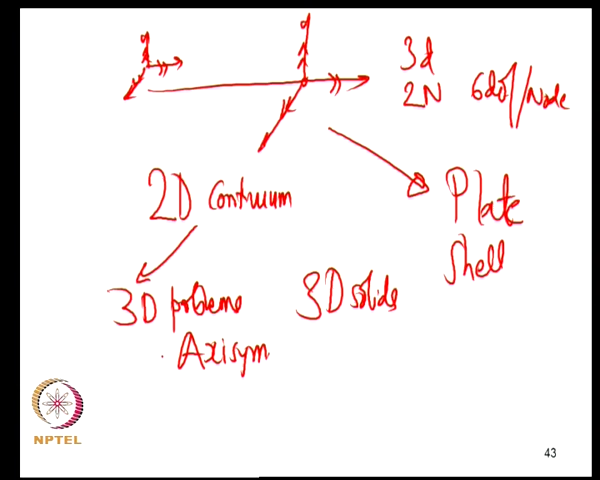 3d
2N 6dof/Node
2D Continuum
Plate
Shell
3D problems 3D solids
Axisym
NPTEL
43